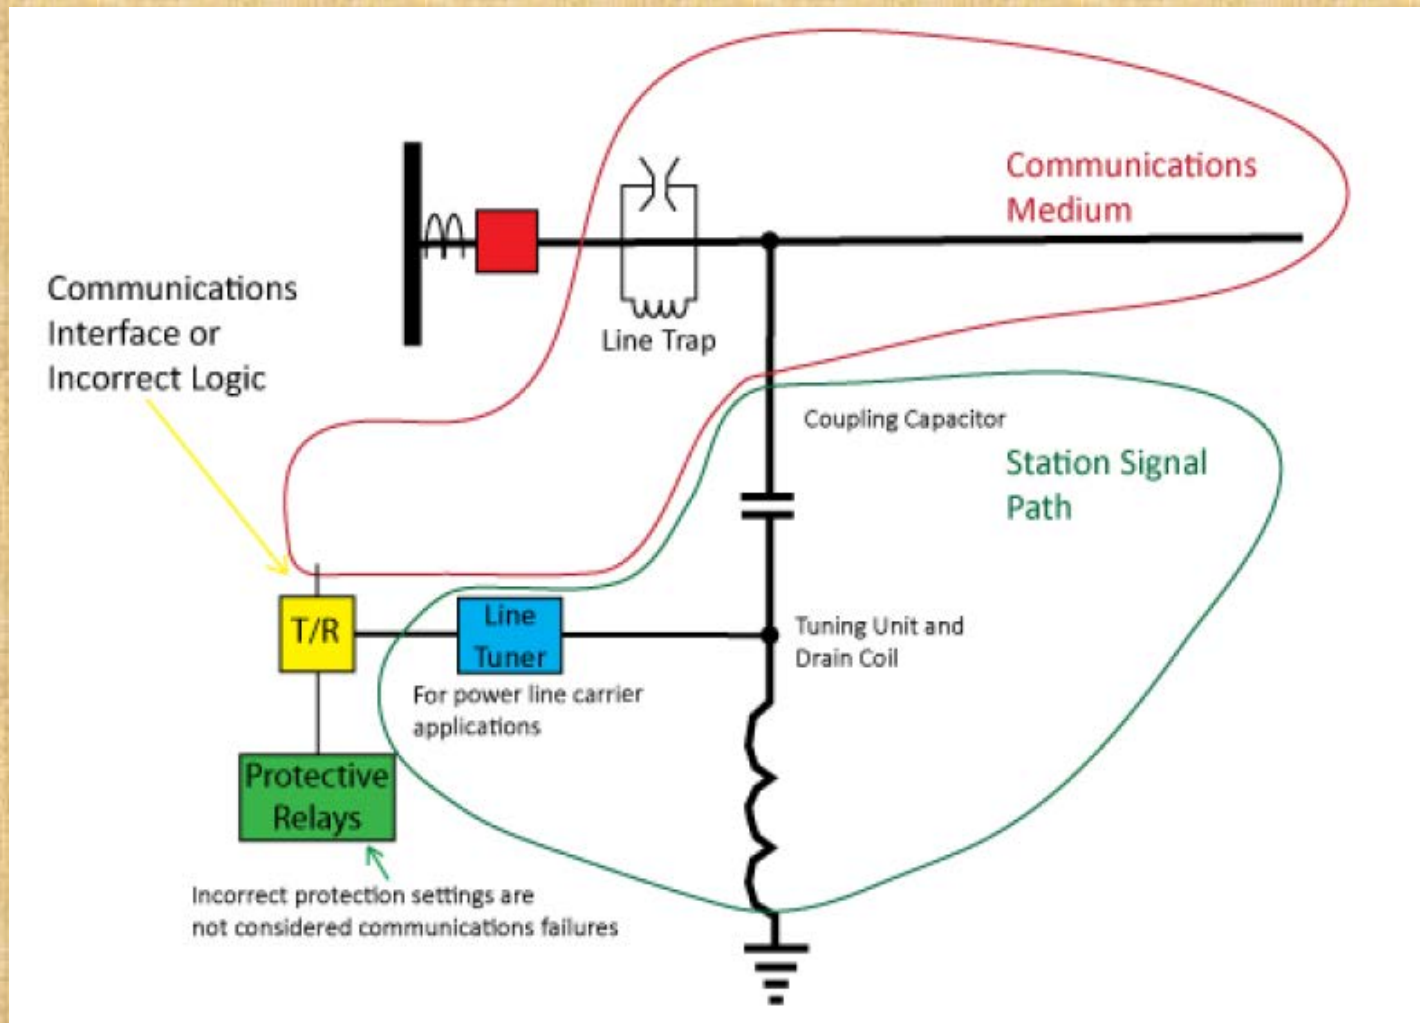 Communications
Medium
Communications
Interface or
Incorrect Logic
Line Trap
Coupling Capacitor
Station Signal
Path
T/R
Line
Tuner
Tuning Unit and
Drain Coil
For power line carrier
applications
Protective
Relays
Incorrect protection settings are
not considered communications failures